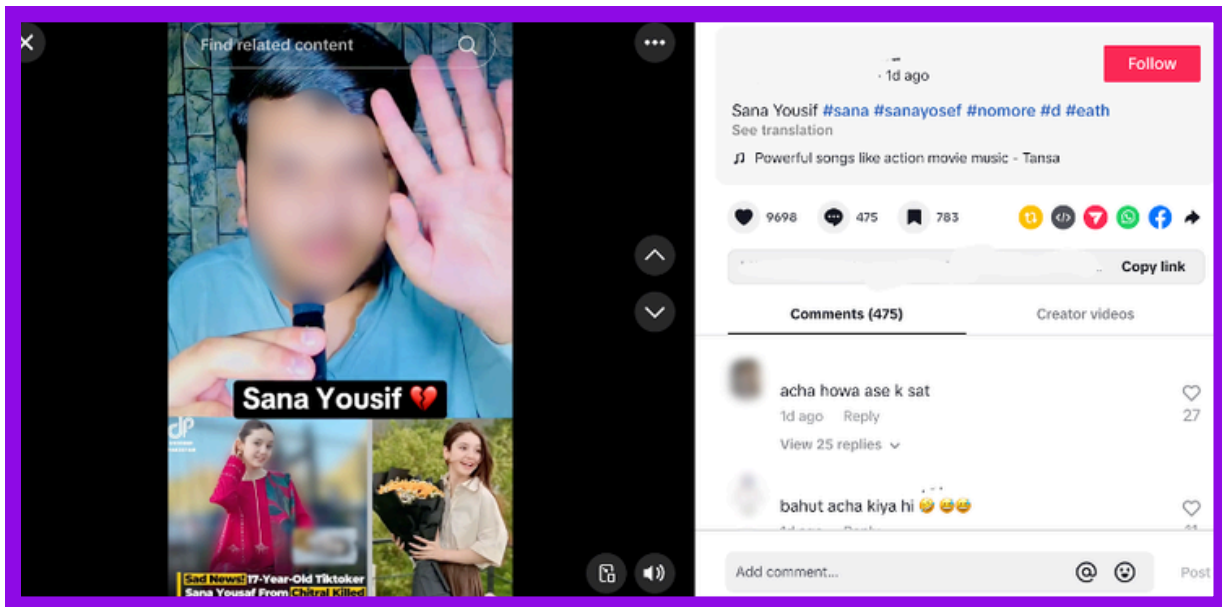 Find related content
Sana Yousif 💔
Sad News! 17-Year-Old Tiktoker
Sana Yousaf From Chitral Killed
· 1d ago
Follow
Sana Yousif #sana #sanayosef #nomore #d #eath
See translation
♫ Powerful songs like action movie music - Tansa
9698
475
783
Copy link
Comments (475)
Creator videos
acha howa ase k sat
1d ago Reply
27
View 25 replies
bahut acha kiya hi 🤣 😅😅
Add comment...
Post